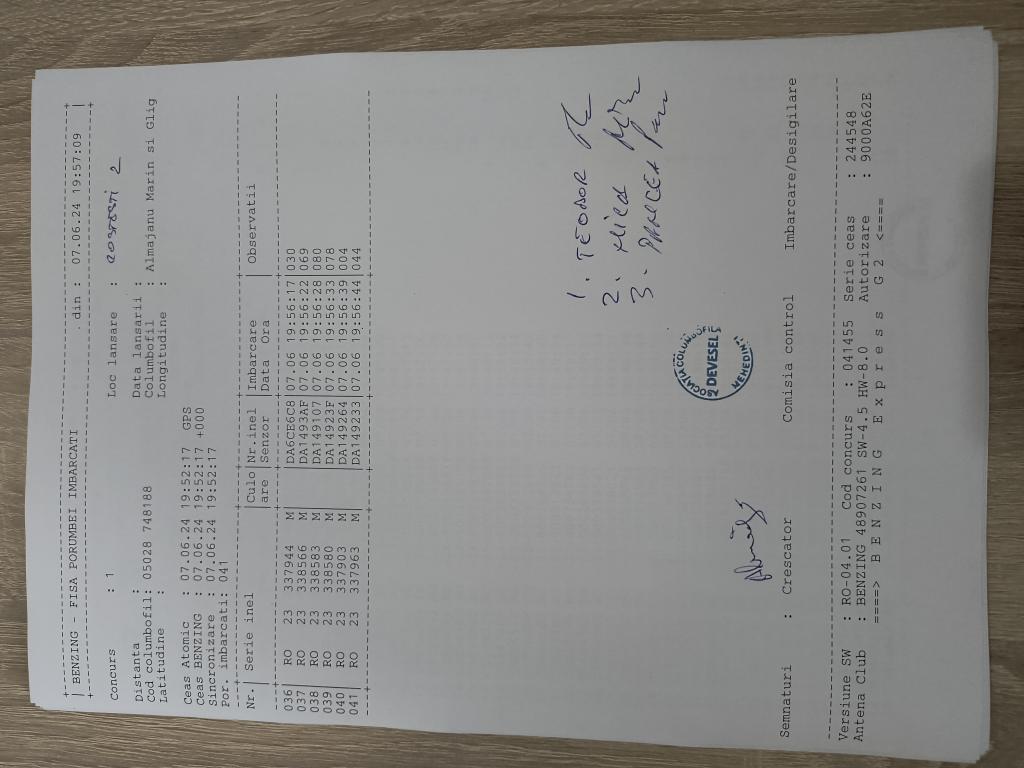 BENZING - FISA PORUMBEI IMBARCATI . din : 07.06.24 19:57:09
Concurs : 1 Loc lansare : 2
Distanta : Data lansarii :
Cod columbofil: 05028 748188 Columbofil : Almajanu Marin si Glig
Latitudine : Longitudine :
Ceas Atomic : 07.06.24 19:52:17 GPS
Ceas BENZING : 07.06.24 19:52:17 +000
Sincronizare : 07.06.24 19:52:17
Por. imbarcati: 041
Nr.| Serie inel |Culo|Nr.inel |Imbarcare | Observatii
|are |Senzor |Data Ora |
036| RO 23 337944 M |DA6CE6C8|07.06 19:56:17|030
037| RO 23 338566 M |DA1493AF|07.06 19:56:22|069
038| RO 23 338583 M |DA149107|07.06 19:56:28|080
039| RO 23 338580 M |DA14923F|07.06 19:56:33|078
040| RO 23 337903 M |DA149264|07.06 19:56:39|004
041| RO 23 337963 M |DA149233|07.06 19:56:44|044
1. TEODOR
2.
3.
ASOCIATIA COLUMBOFILA
DEVESEL
MEHEDINTI
Semnaturi : Crescator Comisia control Imbarcare/Desigilare
Versiune SW : RO-04.01 Cod concurs : 041455 Serie ceas : 244548
Antena Club : BENZING 48907261 SW-4.5 HW-8.0 Autorizare : 9000A62E
====> B E N Z I N G E x p r e s s G 2 <====